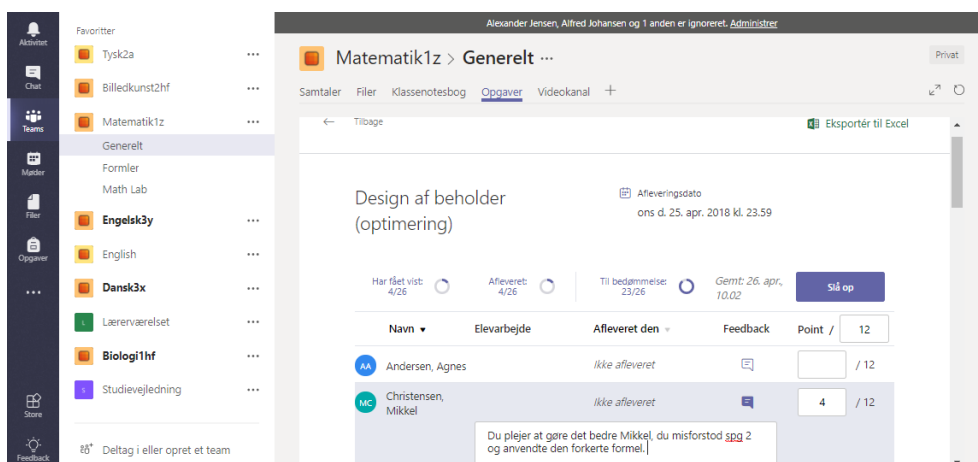 Alexander Jensen, Alfred Johansen og 1 anden er ignoreret. Administrer
Aktivitet
Chat
Teams
Møder
Filer
Opgaver
Store
Feedback
Favoritter
Tysk2a
Billedkunst2hf
Matematik1z
Generelt
Formler
Math Lab
Engelsk3y
English
Dansk3x
L Lærerværelset
Biologi1hf
S Studievejledning
Deltag i eller opret et team
Matematik1z > Generelt ...
Privat
Samtaler Filer Klassenotesbog Opgaver Videokanal +
← Tilbage
Eksportér til Excel
Design af beholder
(optimering)
Afleveringsdato
ons d. 25. apr. 2018 kl. 23.59
Har fået vist:
4/26
Afleveret:
4/26
Til bedømmelse:
23/26
Gemt: 26. apr.,
10.02
Slå op
Navn Elevarbejde Afleveret den Feedback Point / 12
AA Andersen, Agnes Ikke afleveret / 12
MC Christensen,
Mikkel
Ikke afleveret 4 / 12
Du plejer at gøre det bedre Mikkel, du misforstod spg 2
og anvendte den forkerte formel.